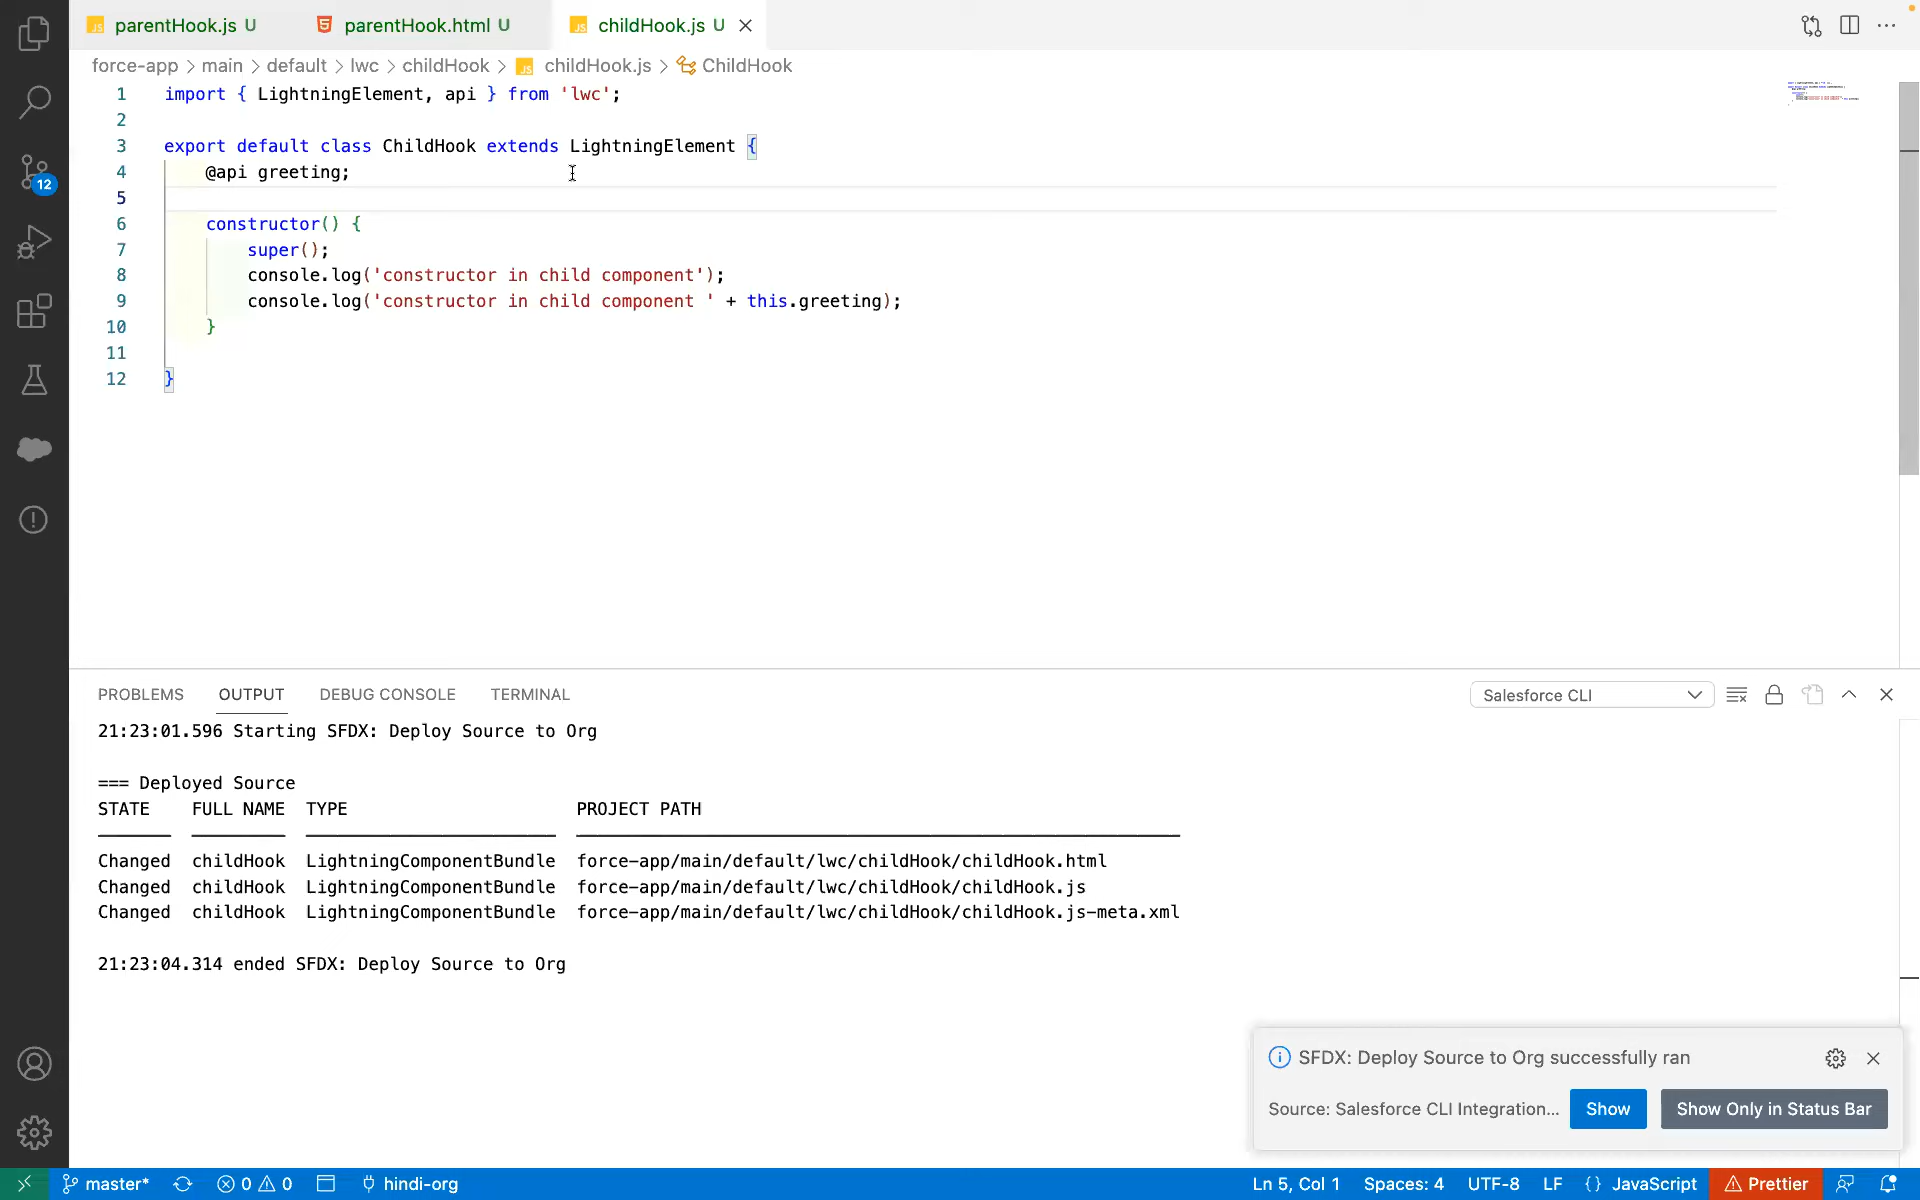 JS parentHook.js U
5 parentHook.html U
JS childHook.js U
force-app > main > default > lwc > childHook > JS childHook.js > ChildHook
1 import { LightningElement, api } from 'lwc';
2
3 export default class ChildHook extends LightningElement {
4 @api greeting;
5
6 constructor() {
7 super();
8 console.log('constructor in child component');
9 console.log('constructor in child component ' + this.greeting);
10 }
11
12 }
12
PROBLEMS OUTPUT DEBUG CONSOLE TERMINAL
Salesforce CLI
21:23:01.596 Starting SFDX: Deploy Source to Org
=== Deployed Source
STATE FULL NAME TYPE PROJECT PATH
Changed childHook LightningComponentBundle force-app/main/default/lwc/childHook/childHook.html
Changed childHook LightningComponentBundle force-app/main/default/lwc/childHook/childHook.js
Changed childHook LightningComponentBundle force-app/main/default/lwc/childHook/childHook.js-meta.xml
21:23:04.314 ended SFDX: Deploy Source to Org
SFDX: Deploy Source to Org successfully ran
Source: Salesforce CLI Integration...
Show
Show Only in Status Bar
master* 0 0 hindi-org
Ln 5, Col 1 Spaces: 4 UTF-8 LF {} JavaScript Prettier